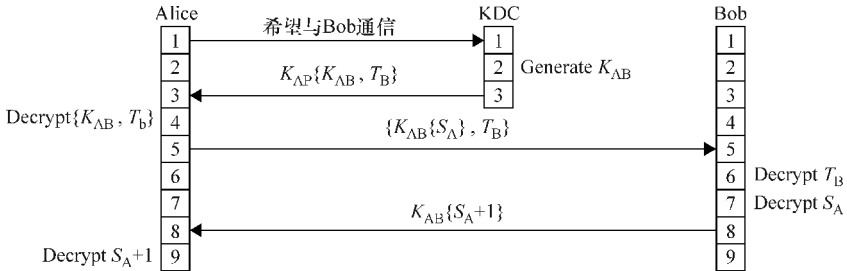 Alice KDC Bob
1 希望与Bob通信 1 1
2 2 Generate K_AB 2
3 K_AP{K_AB, T_B} 3 3
Decrypt{K_AB, T_b} 4 4
5 {K_AB{S_A}, T_B} 5
6 6 Decrypt T_B
7 7 Decrypt S_A
8 K_AB{S_A+1} 8
Decrypt S_A+1 9 9